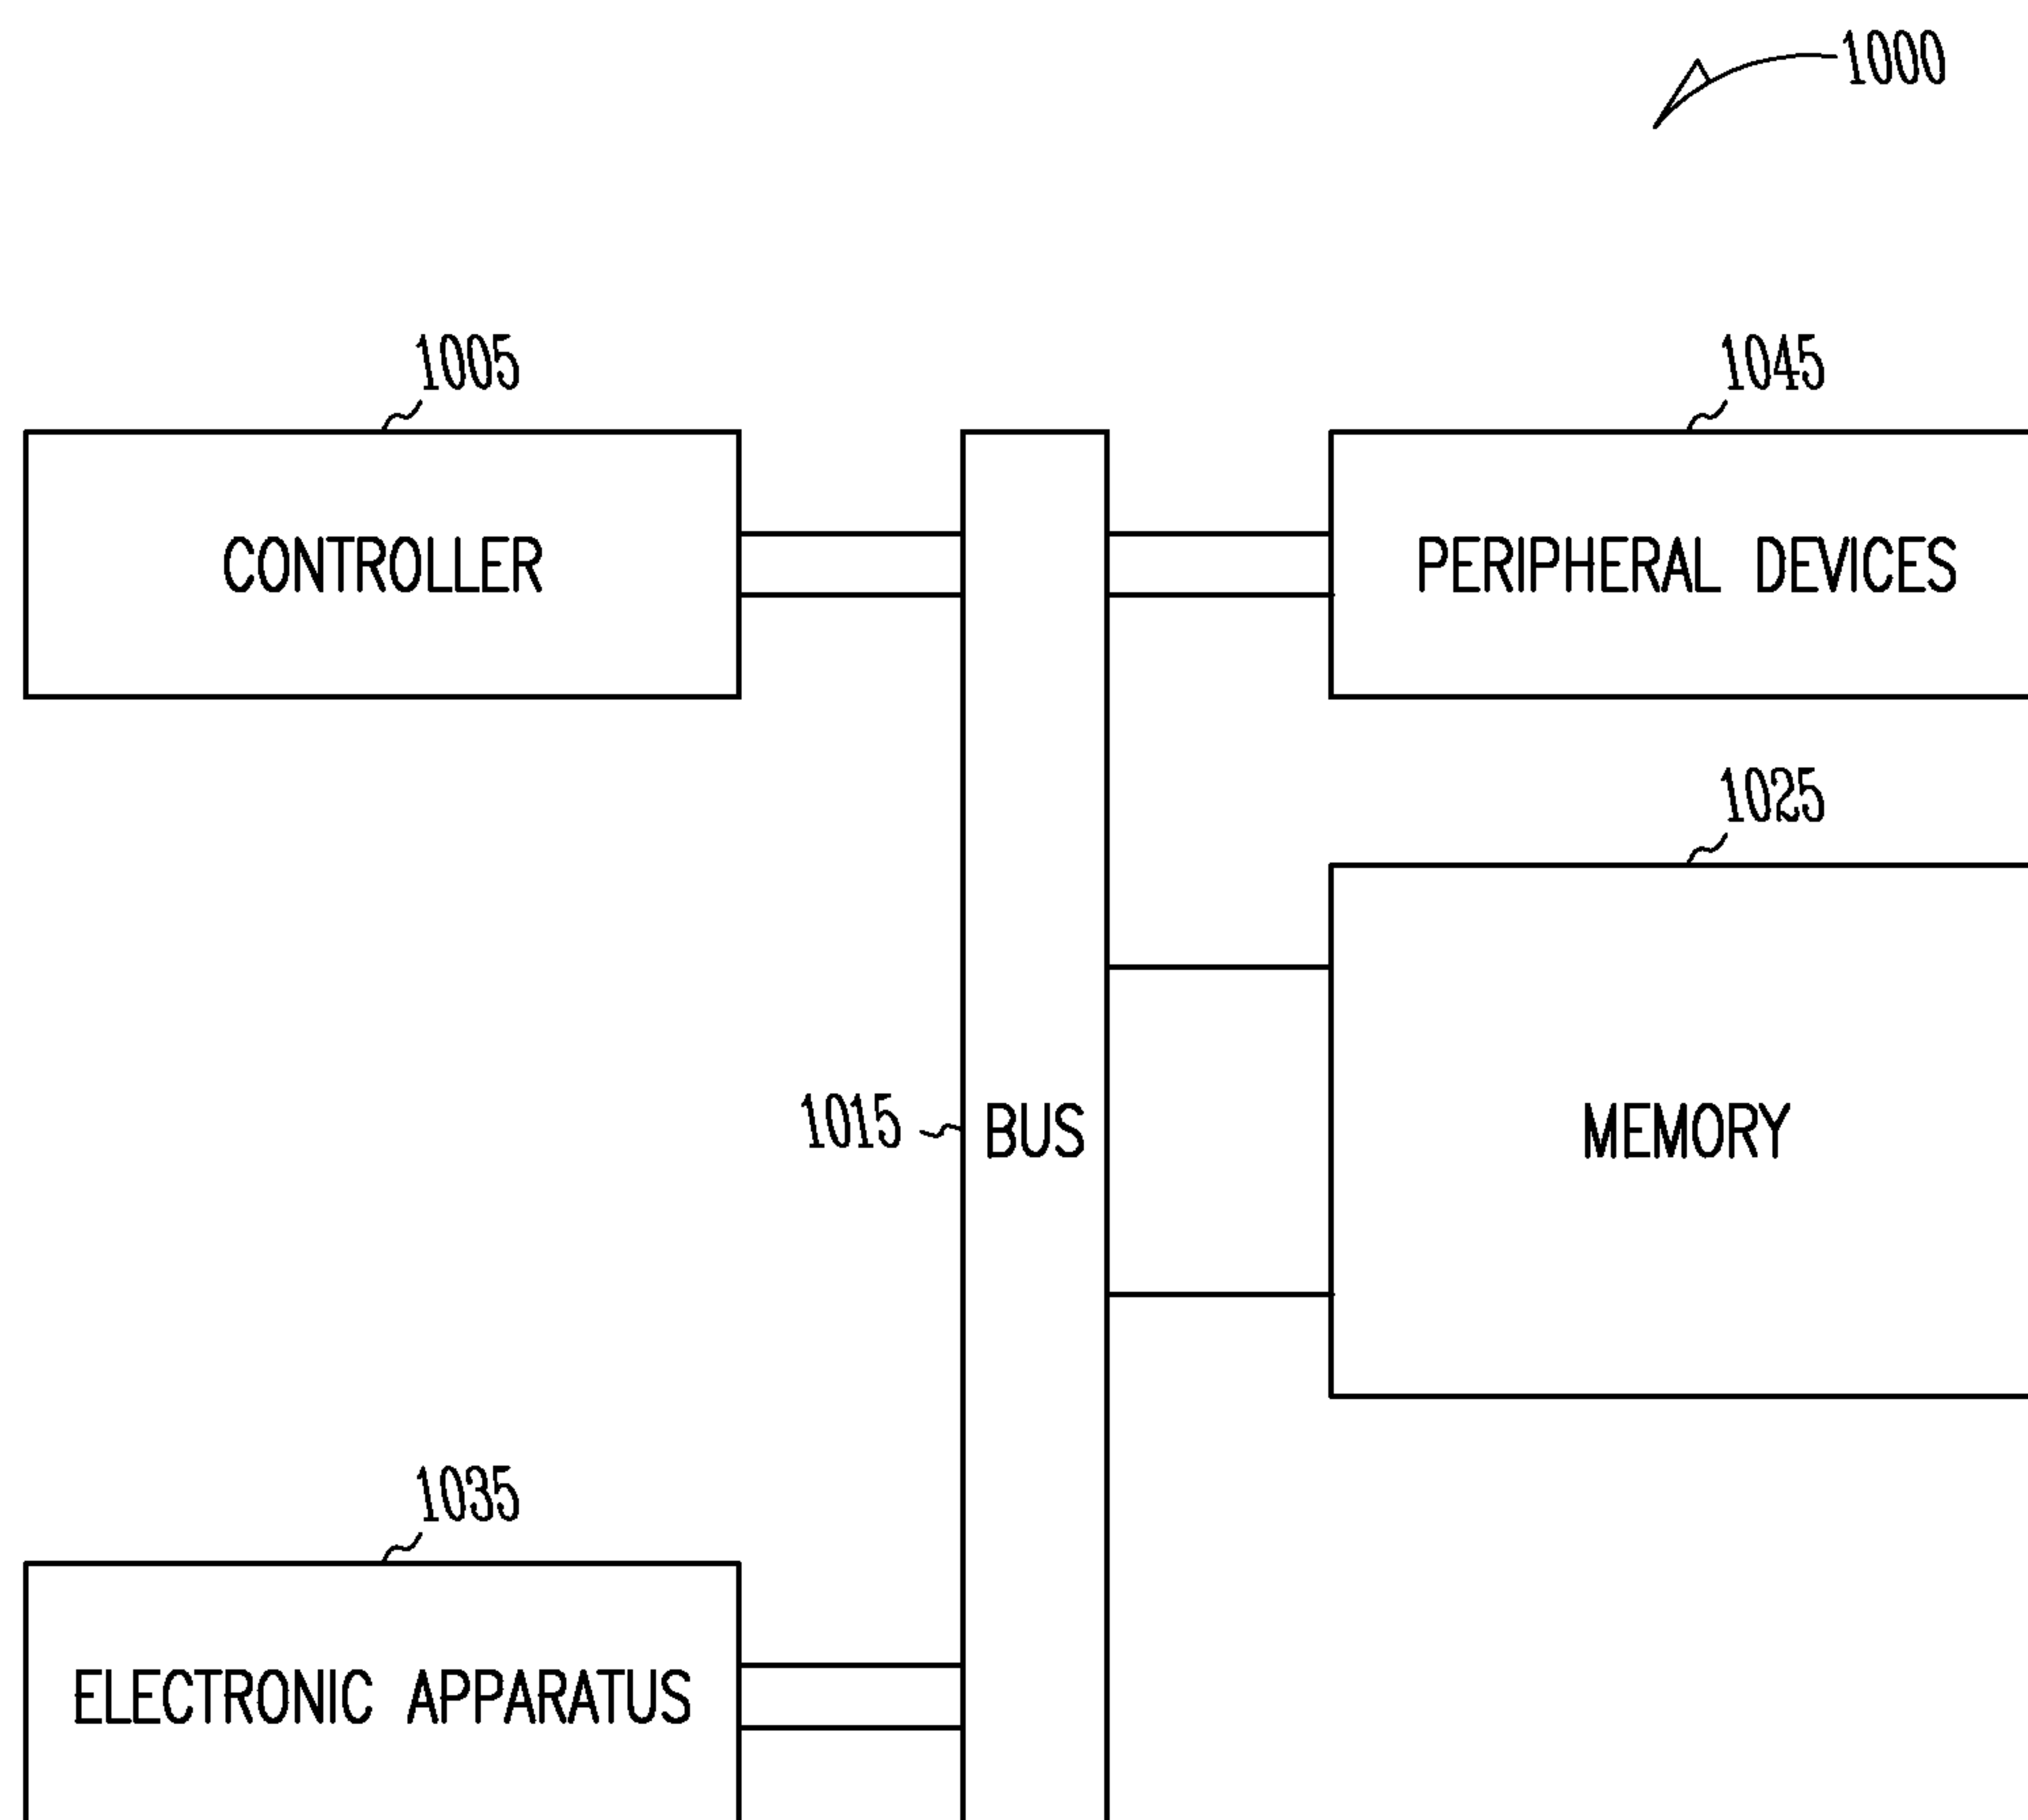 1000
1005
1045
CONTROLLER
PERIPHERAL DEVICES
1025
1015
BUS
MEMORY
1035
ELECTRONIC APPARATUS